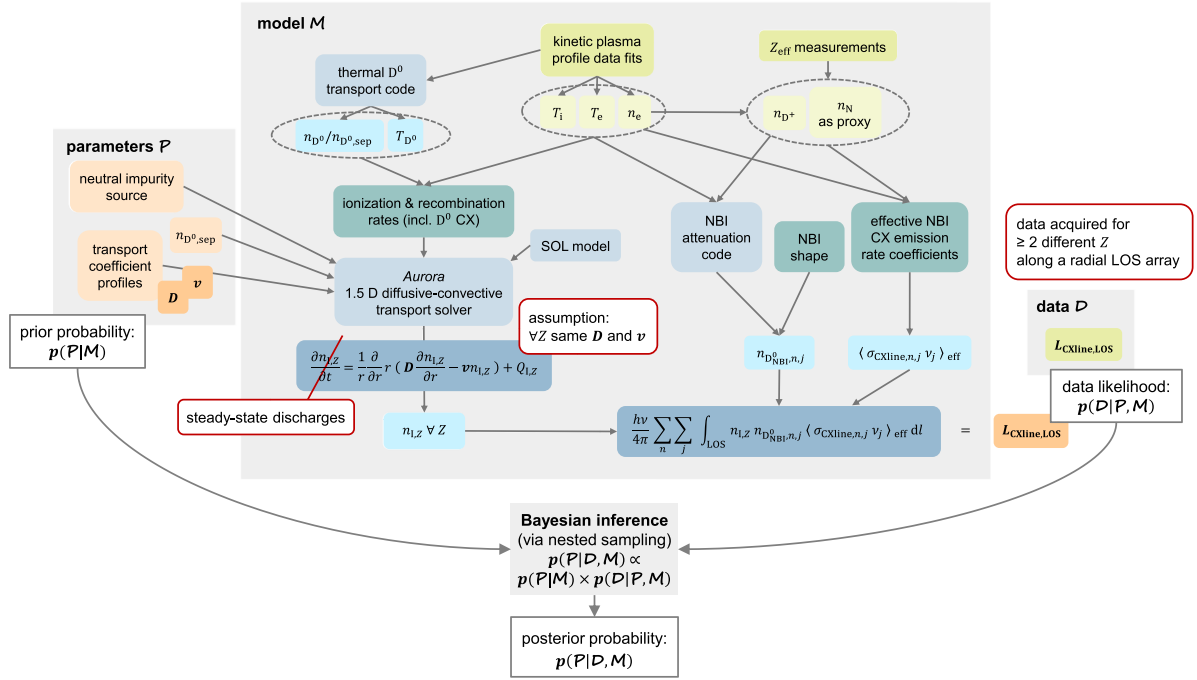 model ℳ
kinetic plasma
profile data fits
Z_eff measurements
thermal D⁰
transport code
T_i
T_e
n_e
n_D⁺
n_N
as proxy
n_D⁰/n_D⁰,sep
T_D⁰
parameters 𝒫
neutral impurity
source
n_D⁰,sep
transport
coefficient
profiles
D
v
prior probability:
p(𝒫|ℳ)
ionization & recombination
rates (incl. D⁰ CX)
SOL model
Aurora
1.5 D diffusive-convective
transport solver
NBI
attenuation
code
NBI
shape
effective NBI
CX emission
rate coefficients
data acquired for
≥ 2 different Z
along a radial LOS array
assumption:
∀Z same D and v
∂n_I,Z/∂t = 1/r ∂/∂r r ( D ∂n_I,Z/∂r − v n_I,Z ) + Q_I,Z
steady-state discharges
n_I,Z ∀ Z
n_D⁰_NBI,n,j
⟨ σ_CXline,n,j ν_j ⟩_eff
hν/4π ∑_n ∑_j ∫_LOS n_I,Z n_D⁰_NBI,n,j ⟨ σ_CXline,n,j ν_j ⟩_eff dl
=
L_CXline,LOS
data 𝒟
L_CXline,LOS
data likelihood:
p(𝒟|𝒫, ℳ)
Bayesian inference
(via nested sampling)
p(𝒫|𝒟, ℳ) ∝
p(𝒫|ℳ) × p(𝒟|𝒫, ℳ)
posterior probability:
p(𝒫|𝒟, ℳ)